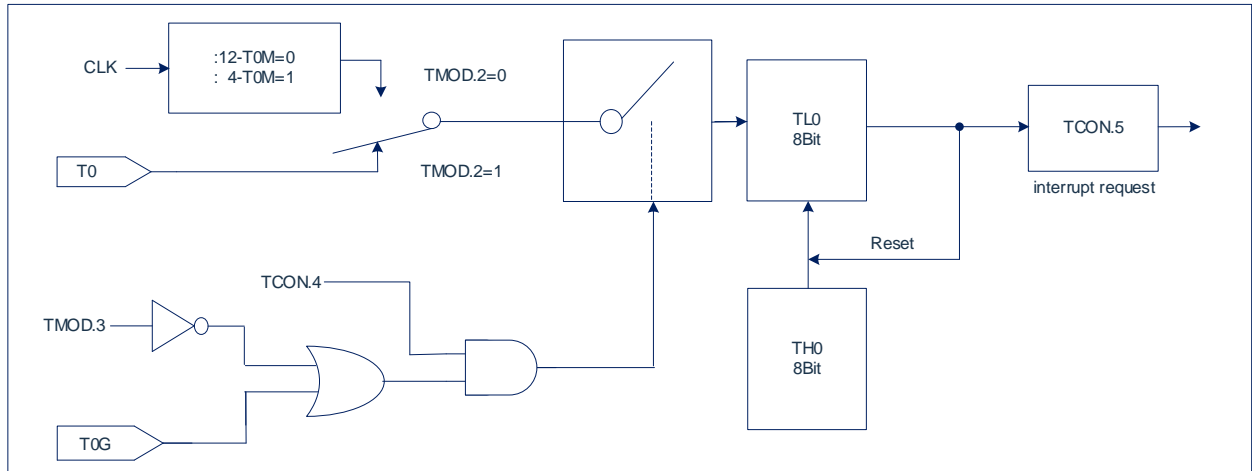 :12-T0M=0
: 4-T0M=1
CLK
TMOD.2=0
TL0
8Bit
TCON.5
T0
TMOD.2=1
interrupt request
Reset
TCON.4
TMOD.3
TH0
8Bit
T0G